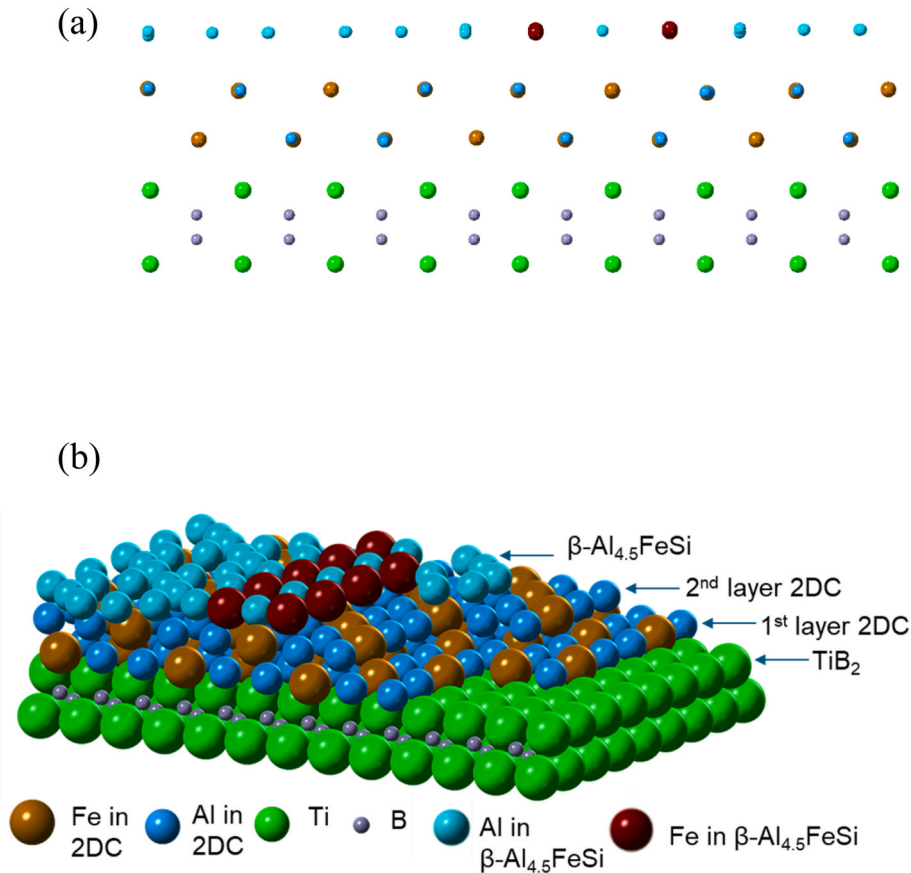 (a)
(b)
β-Al4.5FeSi
2nd layer 2DC
1st layer 2DC
TiB2
Fe in
2DC
Al in
2DC
Ti
B
Al in
β-Al4.5FeSi
Fe in β-Al4.5FeSi